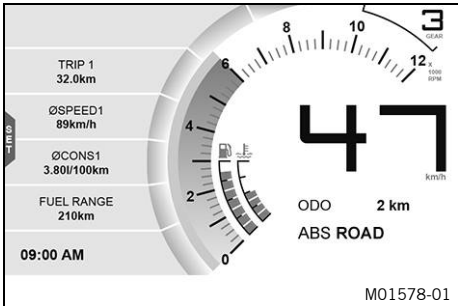 3
GEAR
8
10
12
x
1000
RPM
6
TRIP 1
32.0km
ØSPEED1
89km/h
4
47
km/h
SET
ØCONS1
3.80l/100km
2
FUEL RANGE
210km
ODO 2 km
ABS ROAD
09:00 AM
0
M01578-01